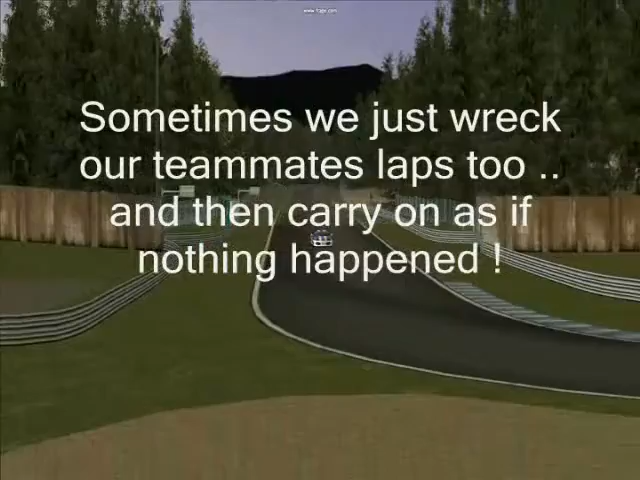 Sometimes we just wreck
our teammates laps too ..
and then carry on as if
nothing happened !